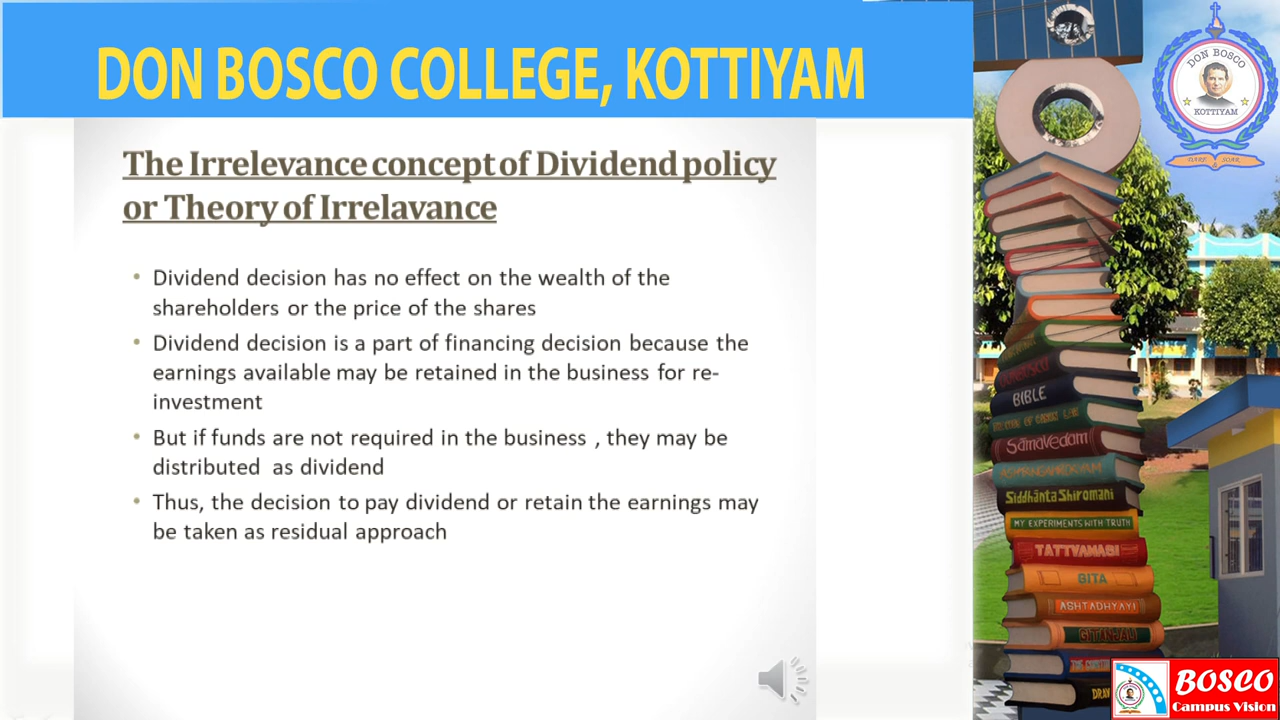 DON BOSCO COLLEGE, KOTTIYAM
The Irrelevance concept of Dividend policy
or Theory of Irrelavance
• Dividend decision has no effect on the wealth of the
shareholders or the price of the shares
• Dividend decision is a part of financing decision because the
earnings available may be retained in the business for re-
investment
• But if funds are not required in the business , they may be
distributed as dividend
• Thus, the decision to pay dividend or retain the earnings may
be taken as residual approach
DON BOSCO
KOTTIYAM
DARE & SOAR
BIBLE
Sāmavedam
Siddhānta Shiromani
MY EXPERIMENTS WITH TRUTH
TATTVAMASI
GITA
ASHTADHYAYI
GITANJALI
BOSCO
Campus Vision